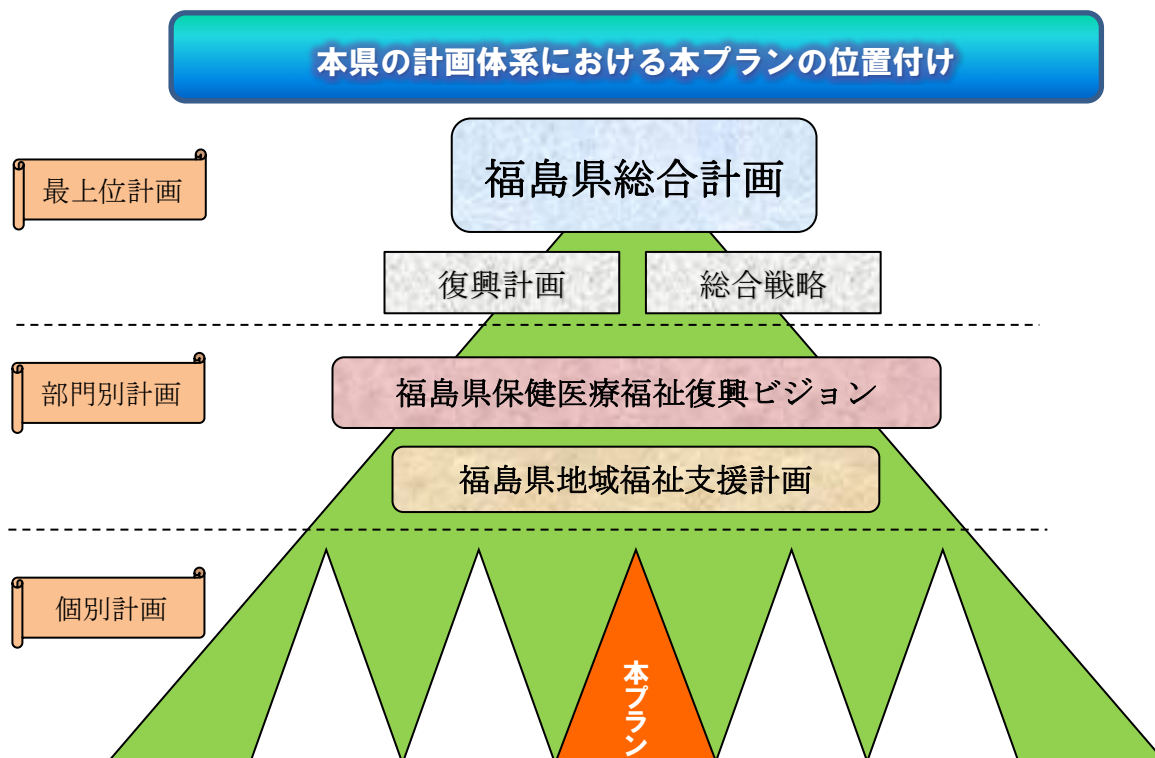 本県の計画体系における本プランの位置付け
最上位計画
福島県総合計画
復興計画
総合戦略
部門別計画
福島県保健医療福祉復興ビジョン
福島県地域福祉支援計画
個別計画
本プラン